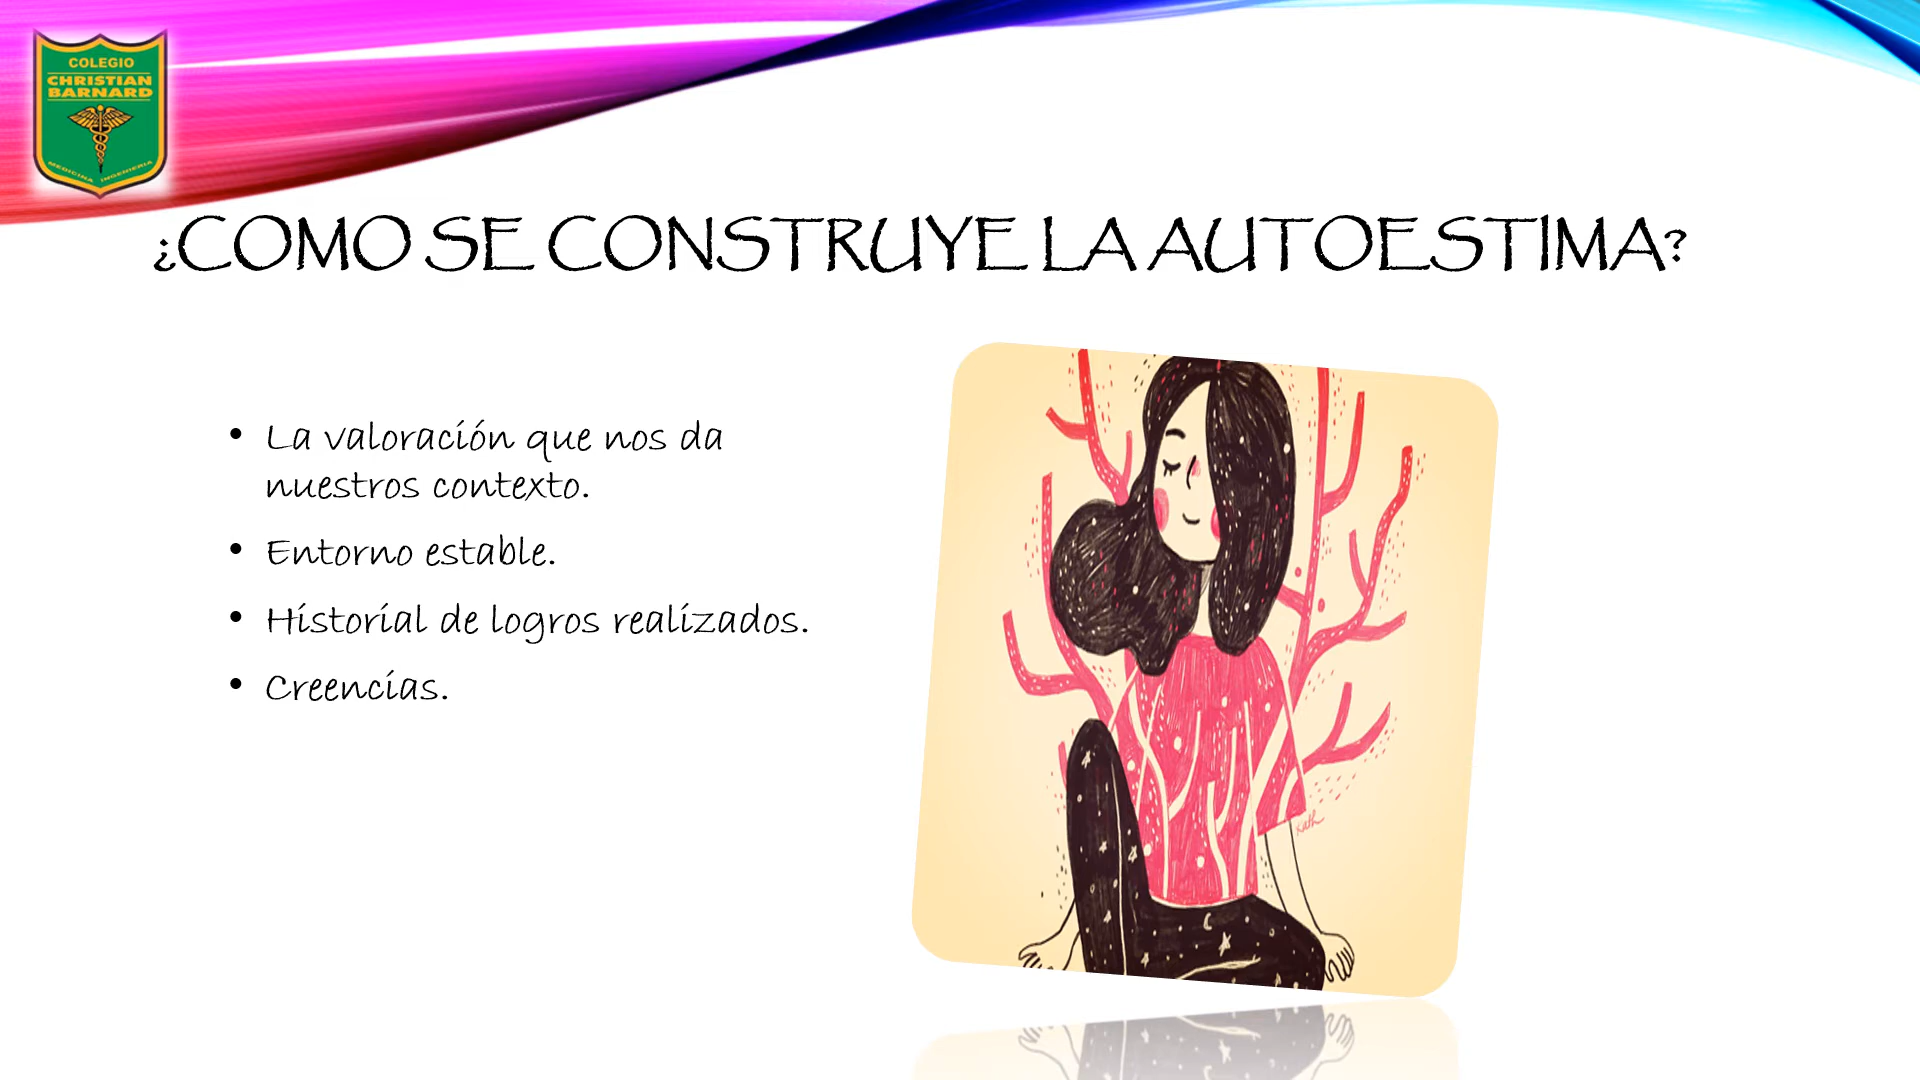 COLEGIO
CHRISTIAN
BARNARD
MEDICINA INGENIERIA
¿COMO SE CONSTRUYE LA AUTOESTIMA?
• La valoración que nos da
nuestros contexto.
• Entorno estable.
• Historial de logros realizados.
• Creencias.
Kath